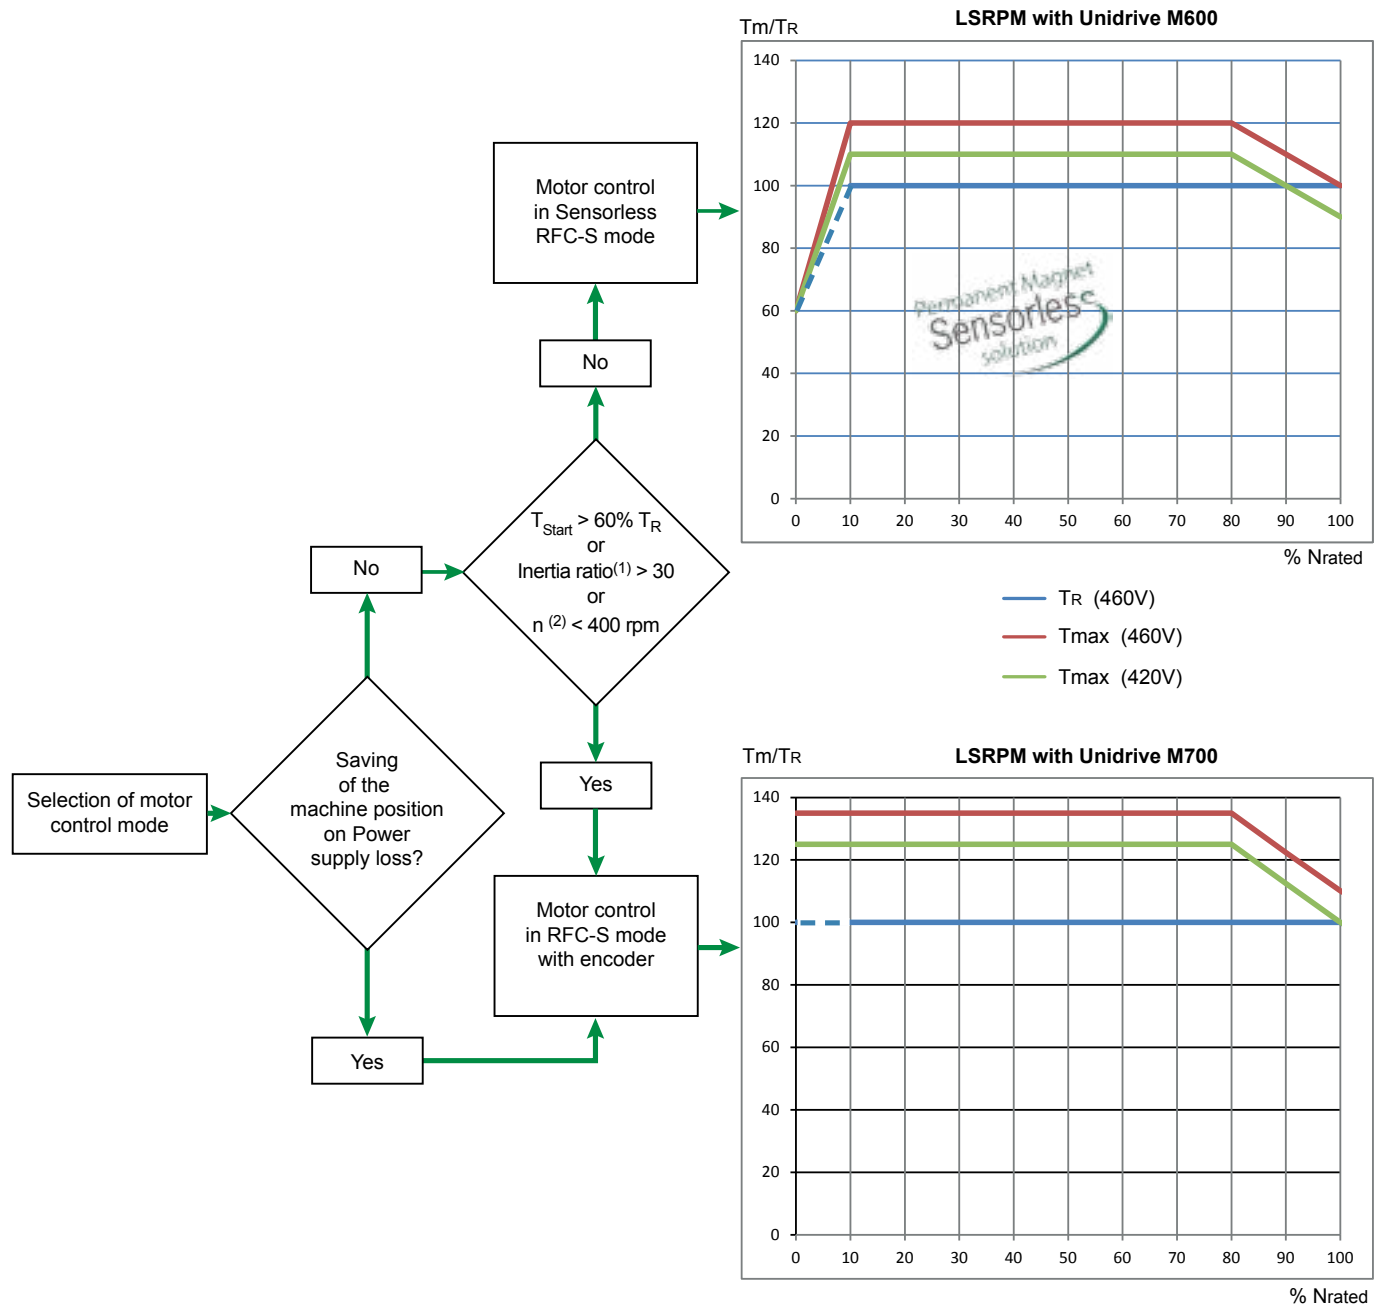 LSRPM with Unidrive M600
Tm/TR
140
120
100
80
60
40
20
0
0 10 20 30 40 50 60 70 80 90 100
% Nrated
Permanent Magnet
Sensorless
solution
TR (460V)
Tmax (460V)
Tmax (420V)
Motor control
in Sensorless
RFC-S mode
No
TStart > 60% TR
or
Inertia ratio(1) > 30
or
n (2) < 400 rpm
No
Yes
Saving
of the
machine position
on Power
supply loss?
Selection of motor
control mode
Yes
Motor control
in RFC-S mode
with encoder
LSRPM with Unidrive M700
Tm/TR
140
120
100
80
60
40
20
0
0 10 20 30 40 50 60 70 80 90 100
% Nrated